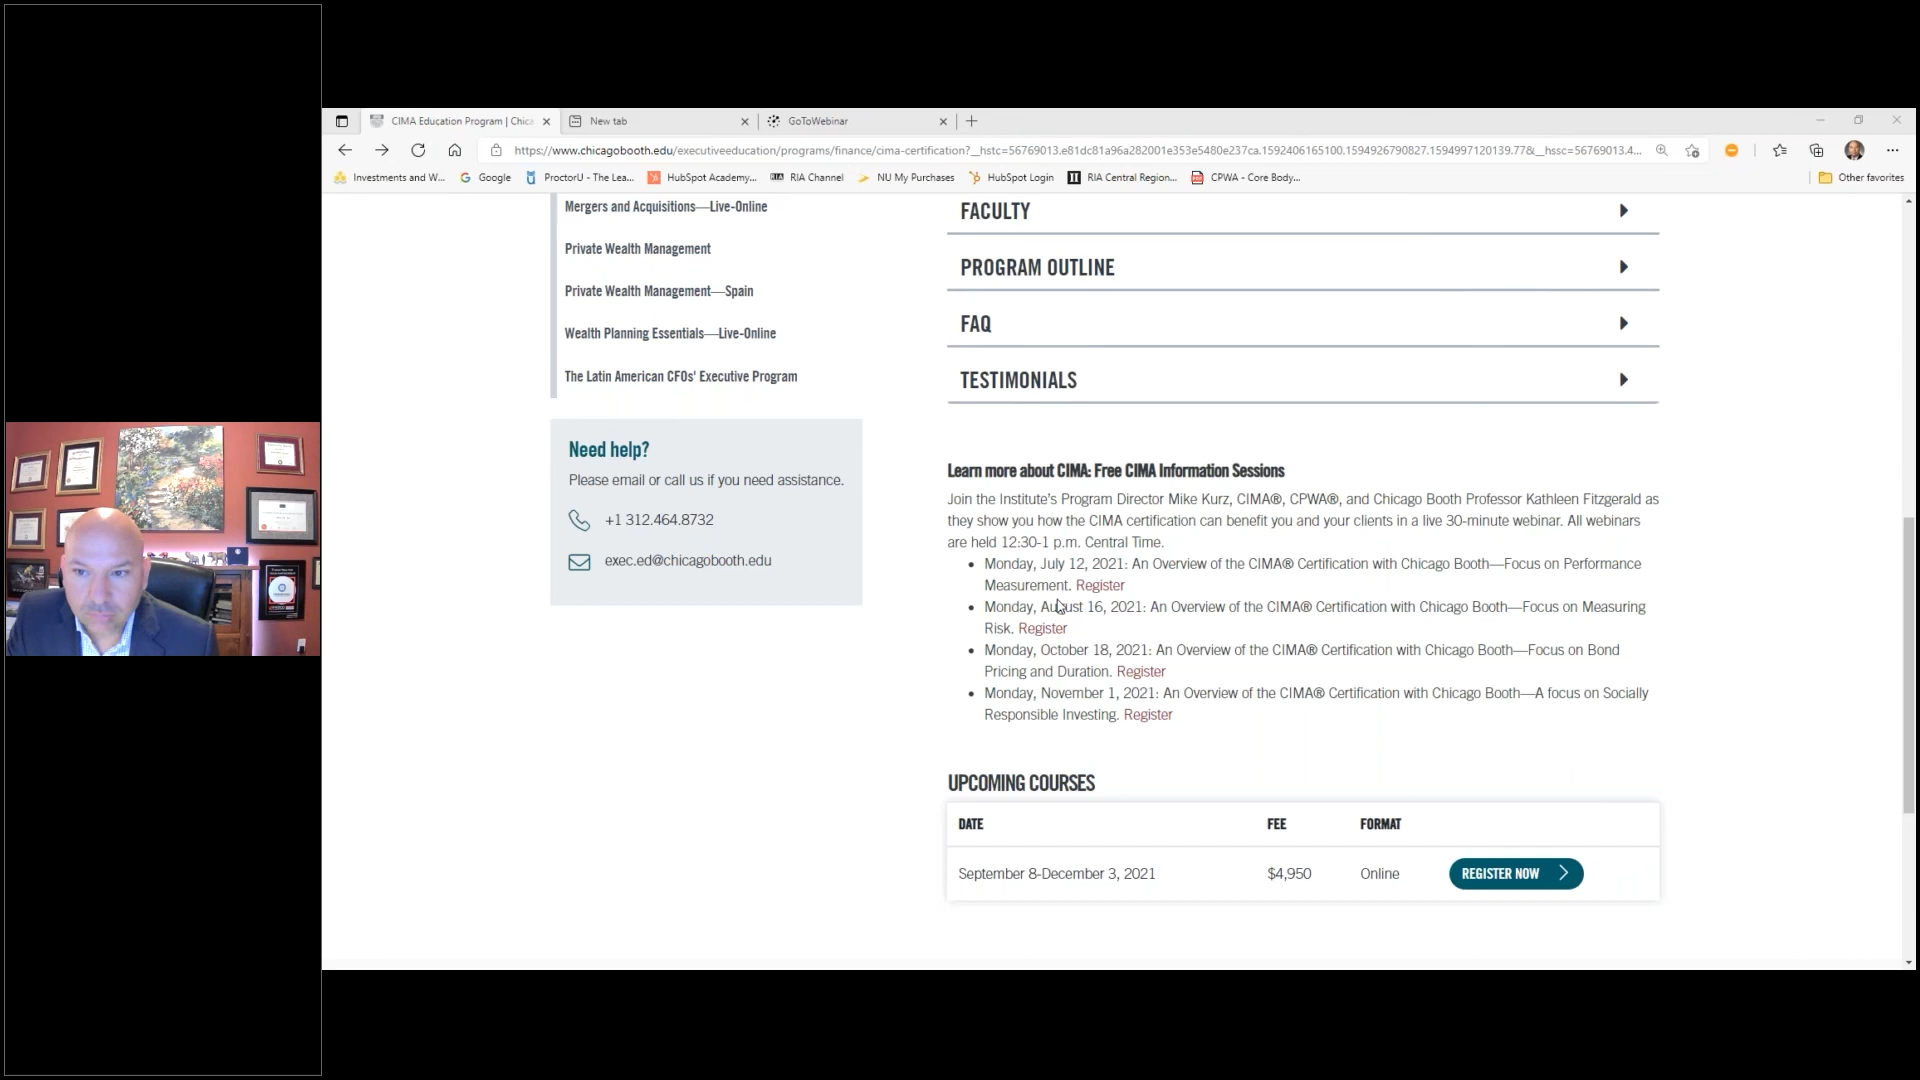 CIMA Education Program | Chica
New tab
GoToWebinar
https://www.chicagobooth.edu/executiveeducation/programs/finance/cima-certification?__hstc=56769013.e81dc81a96a282001e353e5480e237ca.1592406165100.1594926790827.1594997120139.77&__hssc=56769013.4...
Investments and W...
Google
ProctorU - The Lea...
HubSpot Academy...
RIA Channel
NU My Purchases
HubSpot Login
RIA Central Region...
CPWA - Core Body...
Other favorites
Mergers and Acquisitions—Live-Online
Private Wealth Management
Private Wealth Management—Spain
Wealth Planning Essentials—Live-Online
The Latin American CFOs' Executive Program
Need help?
Please email or call us if you need assistance.
+1 312.464.8732
exec.ed@chicagobooth.edu
FACULTY
PROGRAM OUTLINE
FAQ
TESTIMONIALS
Learn more about CIMA: Free CIMA Information Sessions
Join the Institute's Program Director Mike Kurz, CIMA®, CPWA®, and Chicago Booth Professor Kathleen Fitzgerald as
they show you how the CIMA certification can benefit you and your clients in a live 30-minute webinar. All webinars
are held 12:30-1 p.m. Central Time.
• Monday, July 12, 2021: An Overview of the CIMA® Certification with Chicago Booth—Focus on Performance
Measurement. Register
• Monday, August 16, 2021: An Overview of the CIMA® Certification with Chicago Booth—Focus on Measuring
Risk. Register
• Monday, October 18, 2021: An Overview of the CIMA® Certification with Chicago Booth—Focus on Bond
Pricing and Duration. Register
• Monday, November 1, 2021: An Overview of the CIMA® Certification with Chicago Booth—A focus on Socially
Responsible Investing. Register
UPCOMING COURSES
DATE FEE FORMAT
September 8-December 3, 2021 $4,950 Online REGISTER NOW